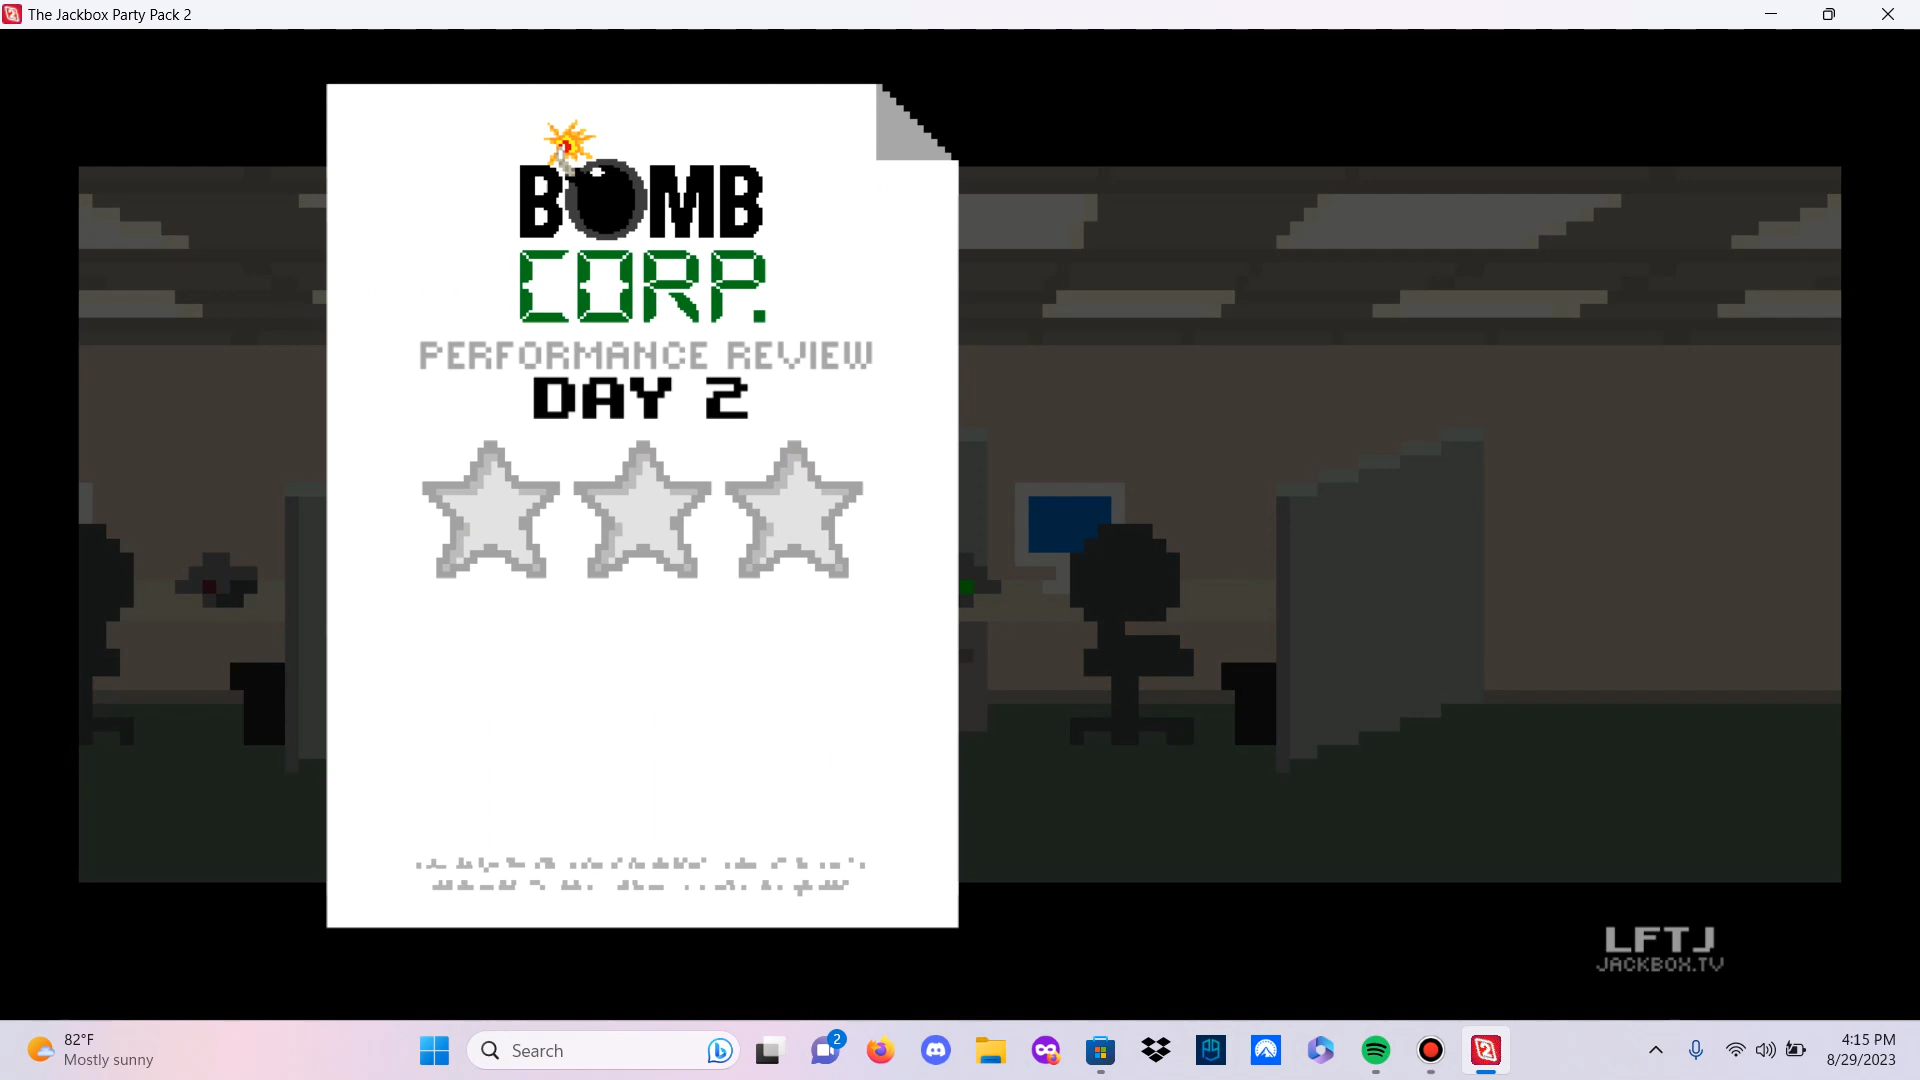 The Jackbox Party Pack 2
BOMB
CORP.
PERFORMANCE REVIEW
DAY 2
LFTJ
JACKBOX.TV
82°F
Mostly sunny
Search
2
4:15 PM
8/29/2023